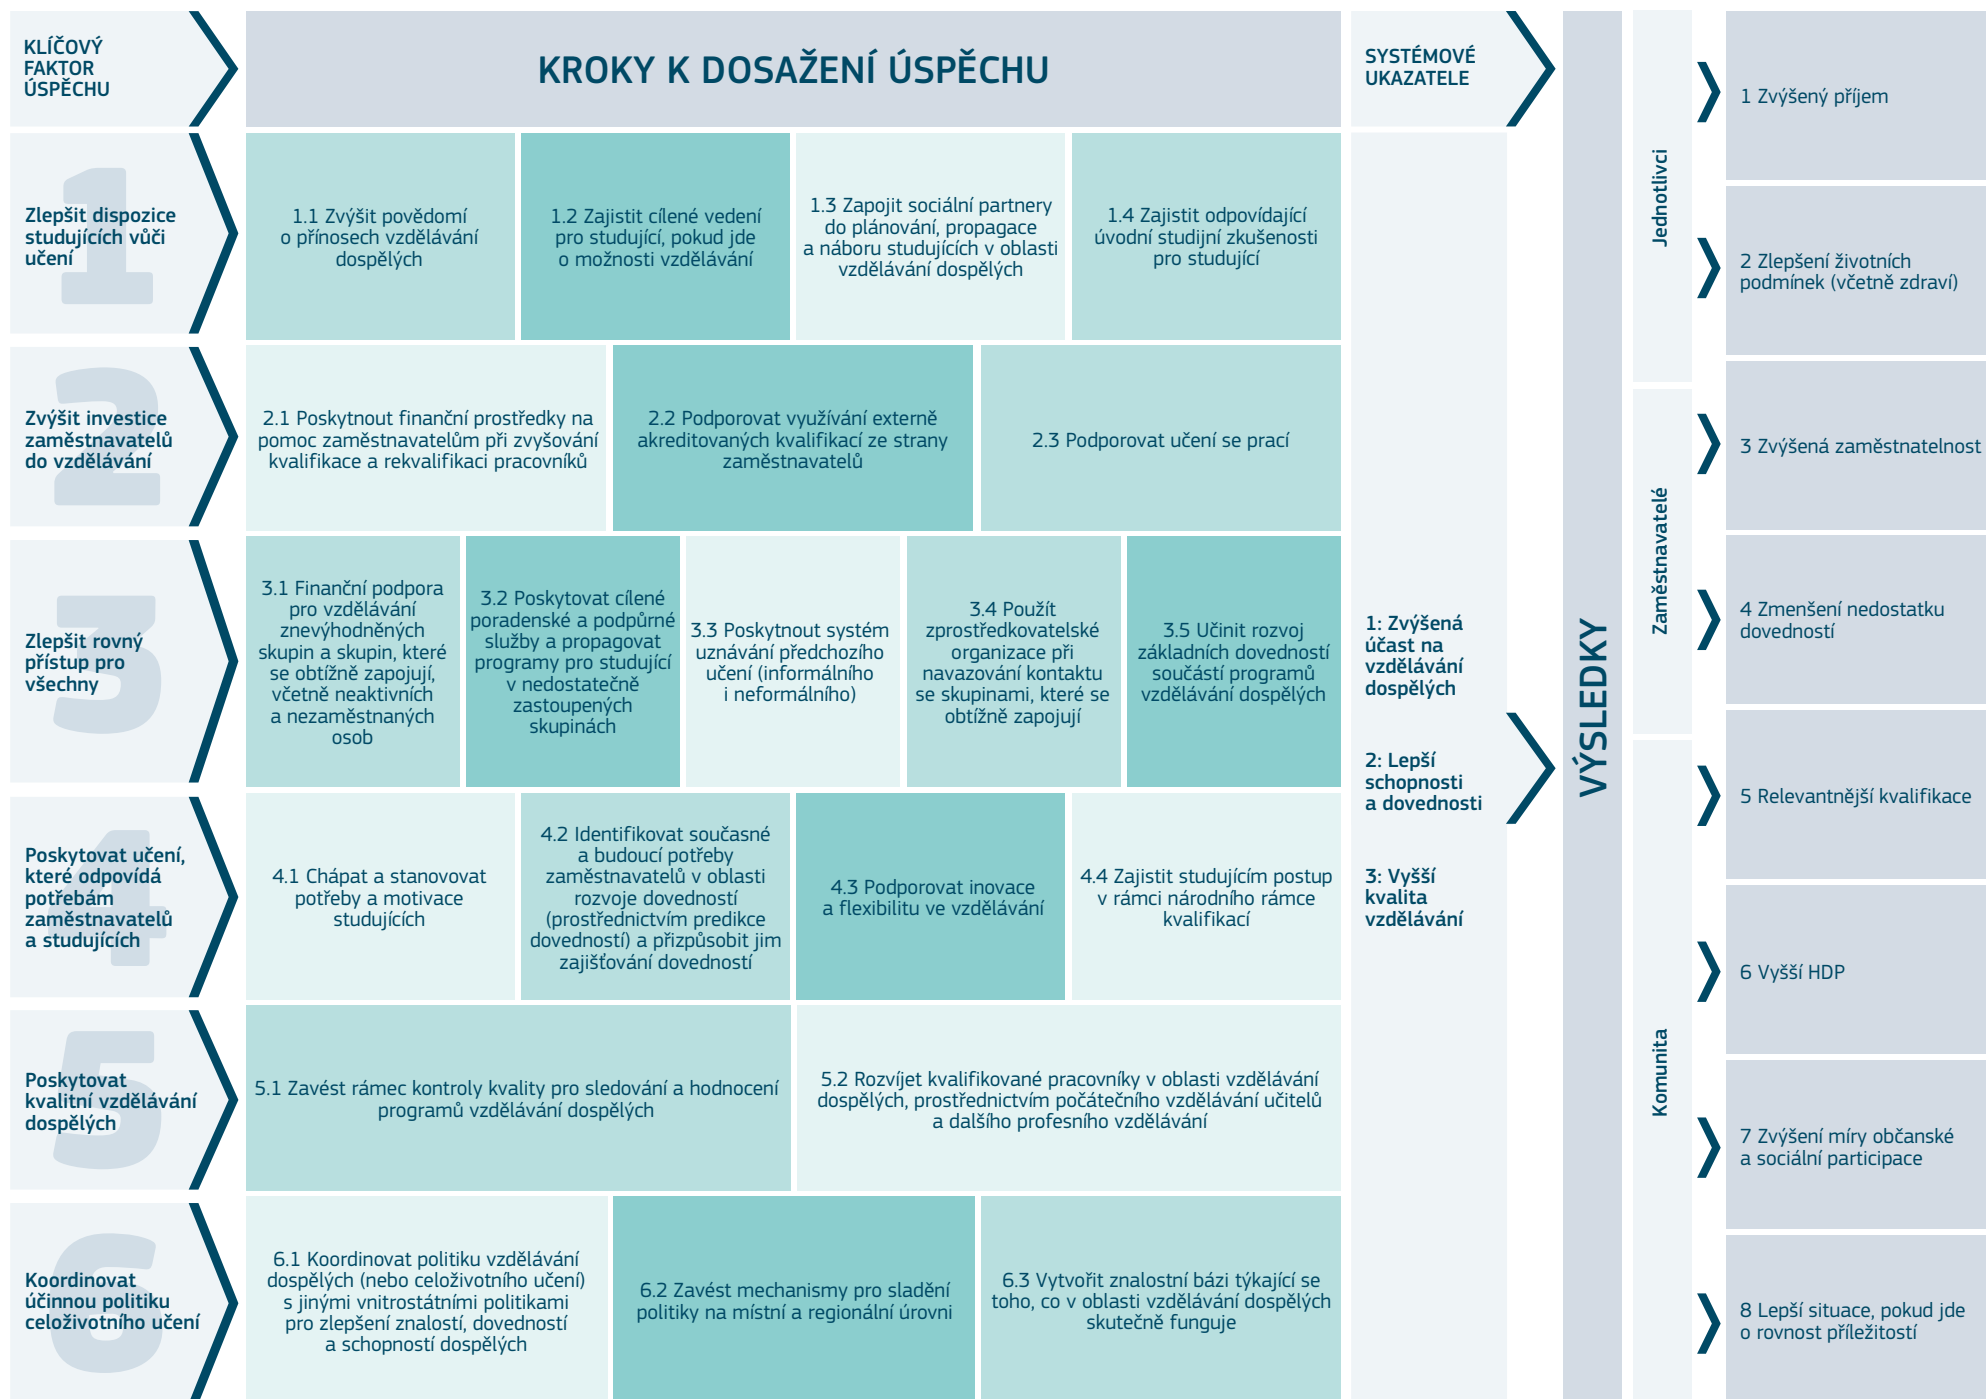 KLÍČOVÝ
FAKTOR
ÚSPĚCHU
KROKY K DOSAŽENÍ ÚSPĚCHU
SYSTÉMOVÉ
UKAZATELE
1
Zlepšit dispozice
studujících vůči
učení
1.1 Zvýšit povědomí
o přínosech vzdělávání
dospělých
1.2 Zajistit cílené vedení
pro studující, pokud jde
o možnosti vzdělávání
1.3 Zapojit sociální partnery
do plánování, propagace
a náboru studujících v oblasti
vzdělávání dospělých
1.4 Zajistit odpovídající
úvodní studijní zkušenosti
pro studující
2
Zvýšit investice
zaměstnavatelů
do vzdělávání
2.1 Poskytnout finanční prostředky na
pomoc zaměstnavatelům při zvyšování
kvalifikace a rekvalifikaci pracovníků
2.2 Podporovat využívání externě
akreditovaných kvalifikací ze strany
zaměstnavatelů
2.3 Podporovat učení se prací
3
Zlepšit rovný
přístup pro
všechny
3.1 Finanční podpora
pro vzdělávání
znevýhodněných
skupin a skupin, které
se obtížně zapojují,
včetně neaktivních
a nezaměstnaných
osob
3.2 Poskytovat cílené
poradenské a podpůrné
služby a propagovat
programy pro studující
v nedostatečně
zastoupených
skupinách
3.3 Poskytnout systém
uznávání předchozího
učení (informálního
i neformálního)
3.4 Použít
zprostředkovatelské
organizace při
navazování kontaktu
se skupinami, které se
obtížně zapojují
3.5 Učinit rozvoj
základních dovedností
součástí programů
vzdělávání dospělých
4
Poskytovat učení,
které odpovídá
potřebám
zaměstnavatelů
a studujících
4.1 Chápat a stanovovat
potřeby a motivace
studujících
4.2 Identifikovat současné
a budoucí potřeby
zaměstnavatelů v oblasti
rozvoje dovedností
(prostřednictvím predikce
dovedností) a přizpůsobit jim
zajišťování dovedností
4.3 Podporovat inovace
a flexibilitu ve vzdělávání
4.4 Zajistit studujícím postup
v rámci národního rámce
kvalifikací
5
Poskytovat
kvalitní vzdělávání
dospělých
5.1 Zavést rámec kontroly kvality pro sledování a hodnocení
programů vzdělávání dospělých
5.2 Rozvíjet kvalifikované pracovníky v oblasti vzdělávání
dospělých, prostřednictvím počátečního vzdělávání učitelů
a dalšího profesního vzdělávání
6
Koordinovat
účinnou politiku
celoživotního učení
6.1 Koordinovat politiku vzdělávání
dospělých (nebo celoživotního učení)
s jinými vnitrostátními politikami
pro zlepšení znalostí, dovedností
a schopností dospělých
6.2 Zavést mechanismy pro sladění
politiky na místní a regionální úrovni
6.3 Vytvořit znalostní bázi týkající se
toho, co v oblasti vzdělávání dospělých
skutečně funguje
1: Zvýšená
účast na
vzdělávání
dospělých
2: Lepší
schopnosti
a dovednosti
3: Vyšší
kvalita
vzdělávání
VÝSLEDKY
Jednotlivci
Zaměstnavatelé
Komunita
1 Zvýšený příjem
2 Zlepšení životních
podmínek (včetně zdraví)
3 Zvýšená zaměstnatelnost
4 Zmenšení nedostatku
dovedností
5 Relevantnější kvalifikace
6 Vyšší HDP
7 Zvýšení míry občanské
a sociální participace
8 Lepší situace, pokud jde
o rovnost příležitostí